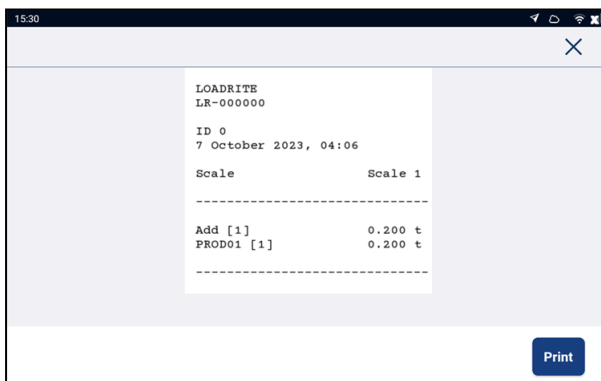 15:30
LOADRITE
LR-000000
ID 0
7 October 2023, 04:06
Scale Scale 1
------------------------------
Add [1] 0.200 t
PROD01 [1] 0.200 t
------------------------------
Print